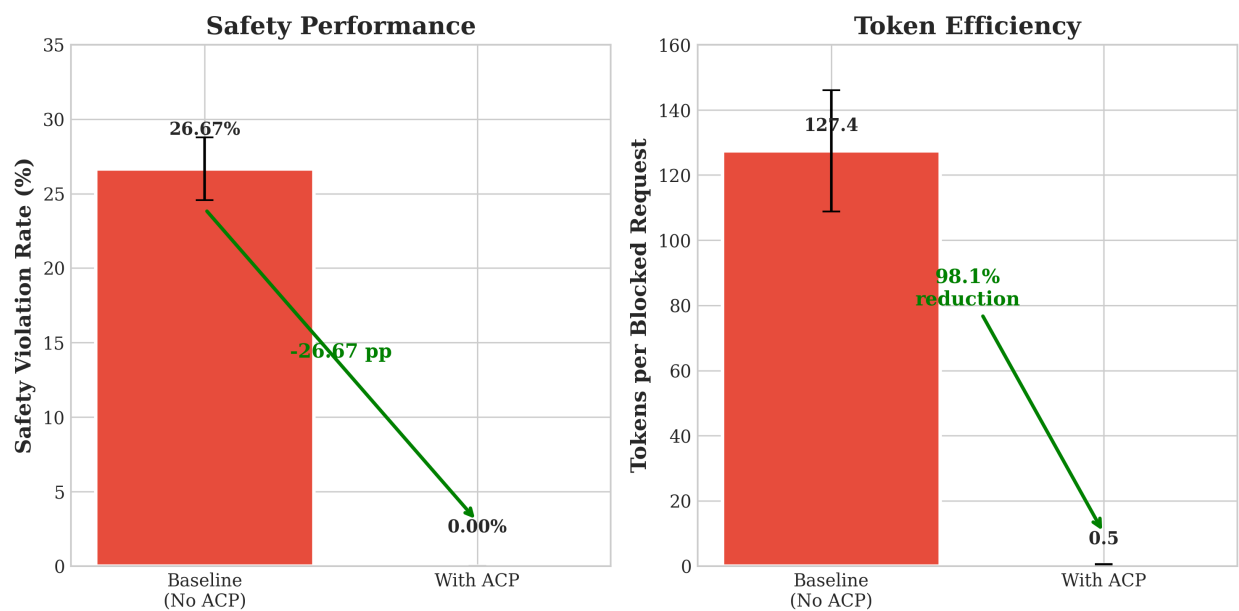 Safety Performance
Safety Violation Rate (%)
35
30
25
20
15
10
5
0
26.67%
-26.67 pp
0.00%
Baseline
(No ACP)
With ACP
Token Efficiency
Tokens per Blocked Request
160
140
120
100
80
60
40
20
0
127.4
98.1%
reduction
0.5
Baseline
(No ACP)
With ACP